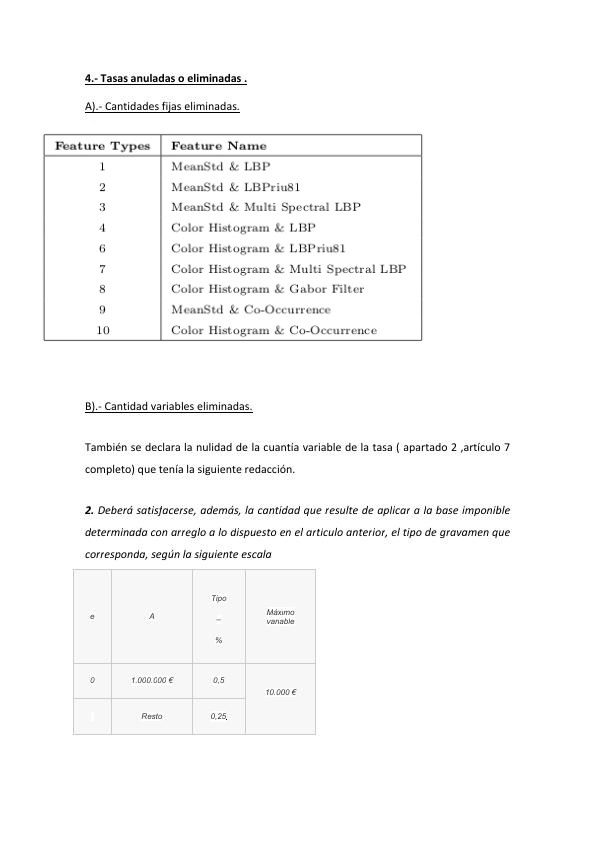 4.- Tasas anuladas o eliminadas .
A).- Cantidades fijas eliminadas.
Feature Types Feature Name
1 MeanStd & LBP
2 MeanStd & LBPriu81
3 MeanStd & Multi Spectral LBP
4 Color Histogram & LBP
6 Color Histogram & LBPriu81
7 Color Histogram & Multi Spectral LBP
8 Color Histogram & Gabor Filter
9 MeanStd & Co-Occurrence
10 Color Histogram & Co-Occurrence
B).- Cantidad variables eliminadas.
También se declara la nulidad de la cuantía variable de la tasa ( apartado 2 ,artículo 7
completo) que tenía la siguiente redacción.
2. Deberá satisfacerse, además, la cantidad que resulte de aplicar a la base imponible
determinada con arreglo a lo dispuesto en el articulo anterior, el tipo de gravamen que
corresponda, según la siguiente escala
Tipo
–
%
e A Máximo
vanable
0 1.000.000 € 0,5 10.000 €
Resto 0,25